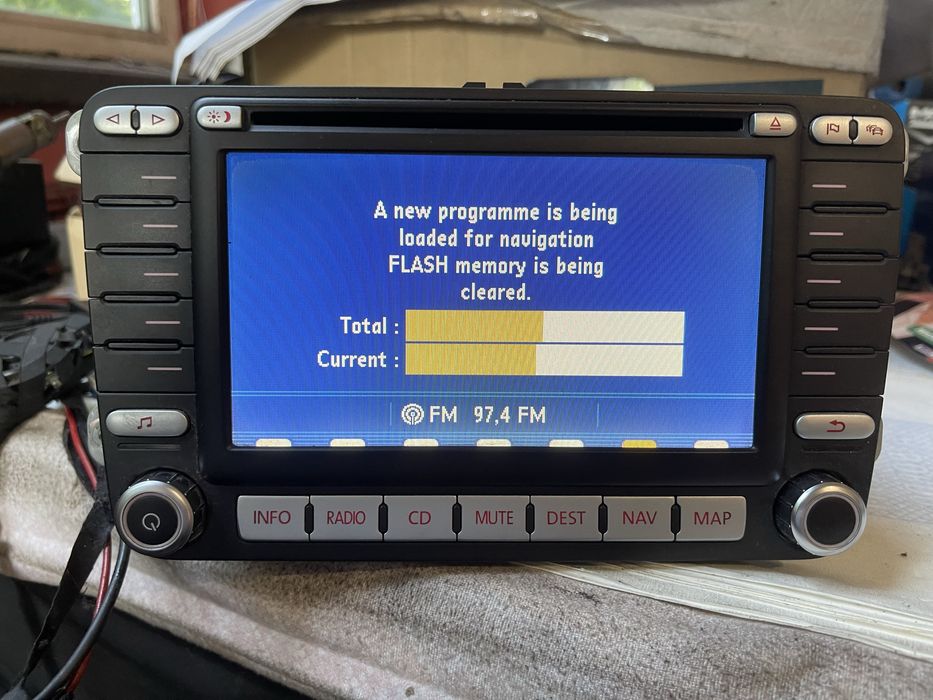 A new programme is being
loaded for navigation
FLASH memory is being
cleared.
Total :
Current :
FM 97,4 FM
INFO RADIO CD MUTE DEST NAV MAP